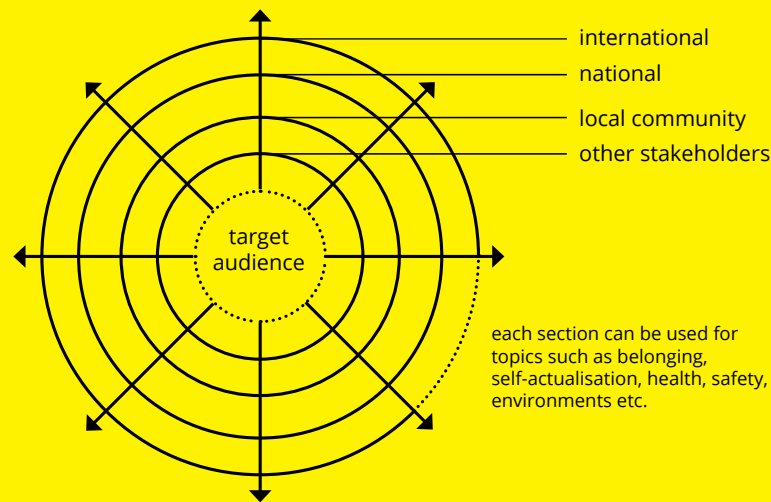 international
national
local community
other stakeholders
target
audience
each section can be used for
topics such as belonging,
self-actualisation, health, safety,
environments etc.